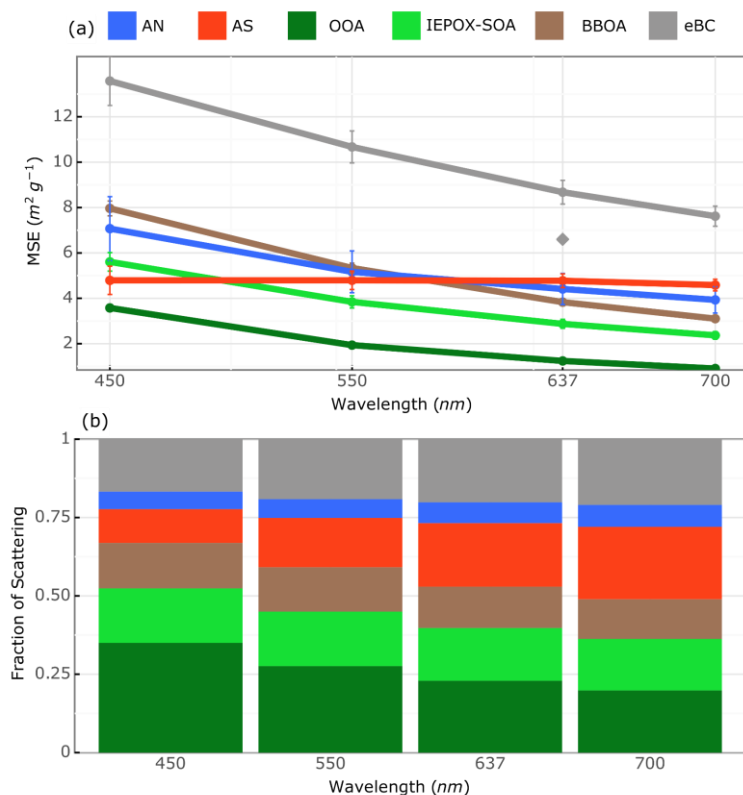 (a) AN AS OOA IEPOX-SOA BBOA eBC
12
10
8
6
4
2
MSE (m² g⁻¹)
450 550 637 700
Wavelength (nm)
(b)
1
0.75
0.50
0.25
0
Fraction of Scattering
450 550 637 700
Wavelength (nm)